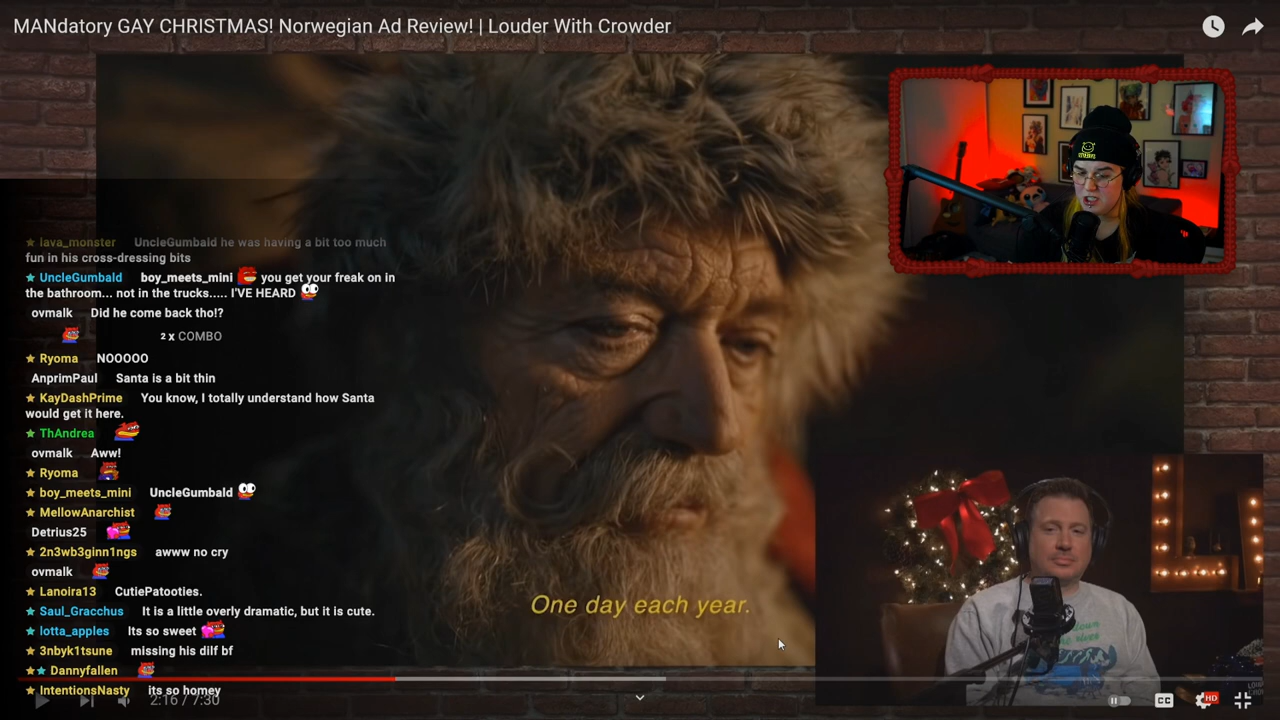 MANdatory GAY CHRISTMAS! Norwegian Ad Review! | Louder With Crowder
lava_monster UncleGumbald he was having a bit too much
fun in his cross-dressing bits
UncleGumbald boy_meets_mini you get your freak on in
the bathroom... not in the trucks..... I'VE HEARD
ovmalk Did he come back tho!?
2 x COMBO
Ryoma NOOOOO
AnprimPaul Santa is a bit thin
KayDashPrime You know, I totally understand how Santa
would get it here.
ThAndrea
ovmalk Aww!
Ryoma
boy_meets_mini UncleGumbald
MellowAnarchist
Detrius25
2n3wb3ginn1ngs awww no cry
ovmalk
Lanoira13 CutiePatooties.
Saul_Gracchus It is a little overly dramatic, but it is cute.
lotta_apples Its so sweet
3nbyk1tsune missing his dilf bf
Dannyfallen
IntentionsNasty its so homey
One day each year.
2:16 / 7:30
CC
HD